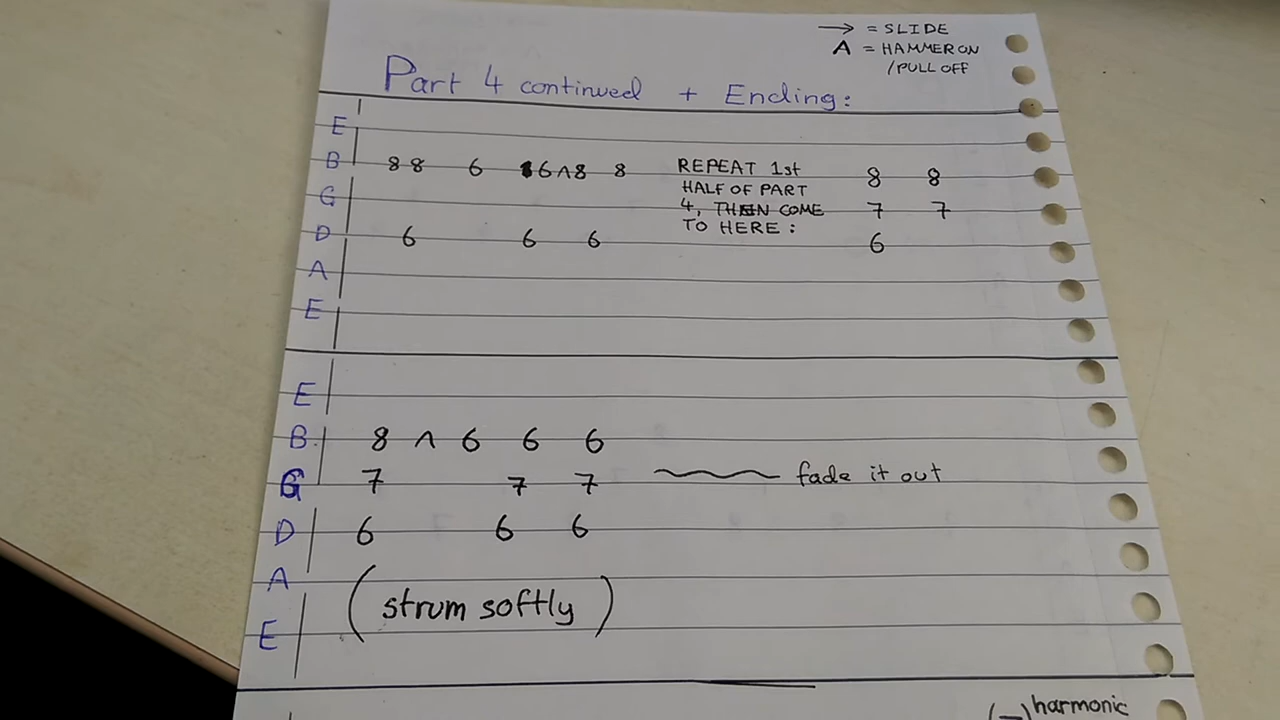 → = SLIDE
∧ = HAMMER ON
/PULL OFF
Part 4 continued + Ending:
E
B 8 8 6 6 ∧ 8 8
G
D 6 6 6
A
E
REPEAT 1st
HALF OF PART
4, THEN COME
TO HERE:
8 8
7 7
6
E
B 8 ∧ 6 6 6
G 7 7 7 fade it out
D 6 6 6
A
E
(strum softly)
(—) harmonic